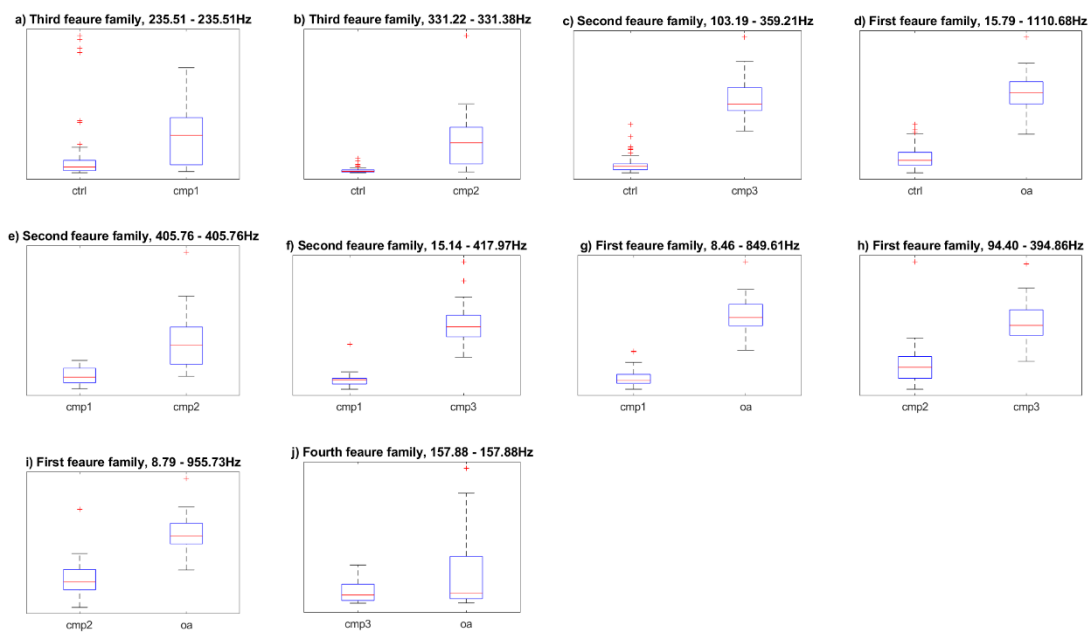 a) Third feaure family, 235.51 - 235.51Hz
ctrl cmp1
b) Third feaure family, 331.22 - 331.38Hz
ctrl cmp2
c) Second feaure family, 103.19 - 359.21Hz
ctrl cmp3
d) First feaure family, 15.79 - 1110.68Hz
ctrl oa
e) Second feaure family, 405.76 - 405.76Hz
cmp1 cmp2
f) Second feaure family, 15.14 - 417.97Hz
cmp1 cmp3
g) First feaure family, 8.46 - 849.61Hz
cmp1 oa
h) First feaure family, 94.40 - 394.86Hz
cmp2 cmp3
i) First feaure family, 8.79 - 955.73Hz
cmp2 oa
j) Fourth feaure family, 157.88 - 157.88Hz
cmp3 oa